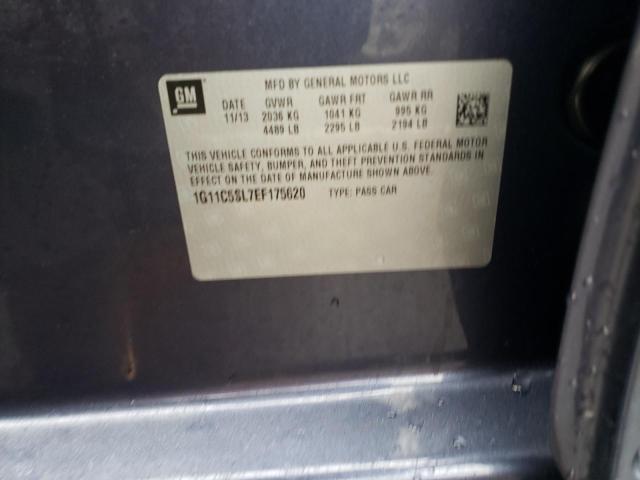 GM
MFD BY GENERAL MOTORS LLC
DATE GVWR GAWR FRT GAWR RR
11/13 2036 KG 1041 KG 995 KG
4489 LB 2295 LB 2194 LB
THIS VEHICLE CONFORMS TO ALL APPLICABLE U.S. FEDERAL MOTOR
VEHICLE SAFETY, BUMPER, AND THEFT PREVENTION STANDARDS IN
EFFECT ON THE DATE OF MANUFACTURE SHOWN ABOVE.
1G11C5SL7EF175620 TYPE: PASS CAR